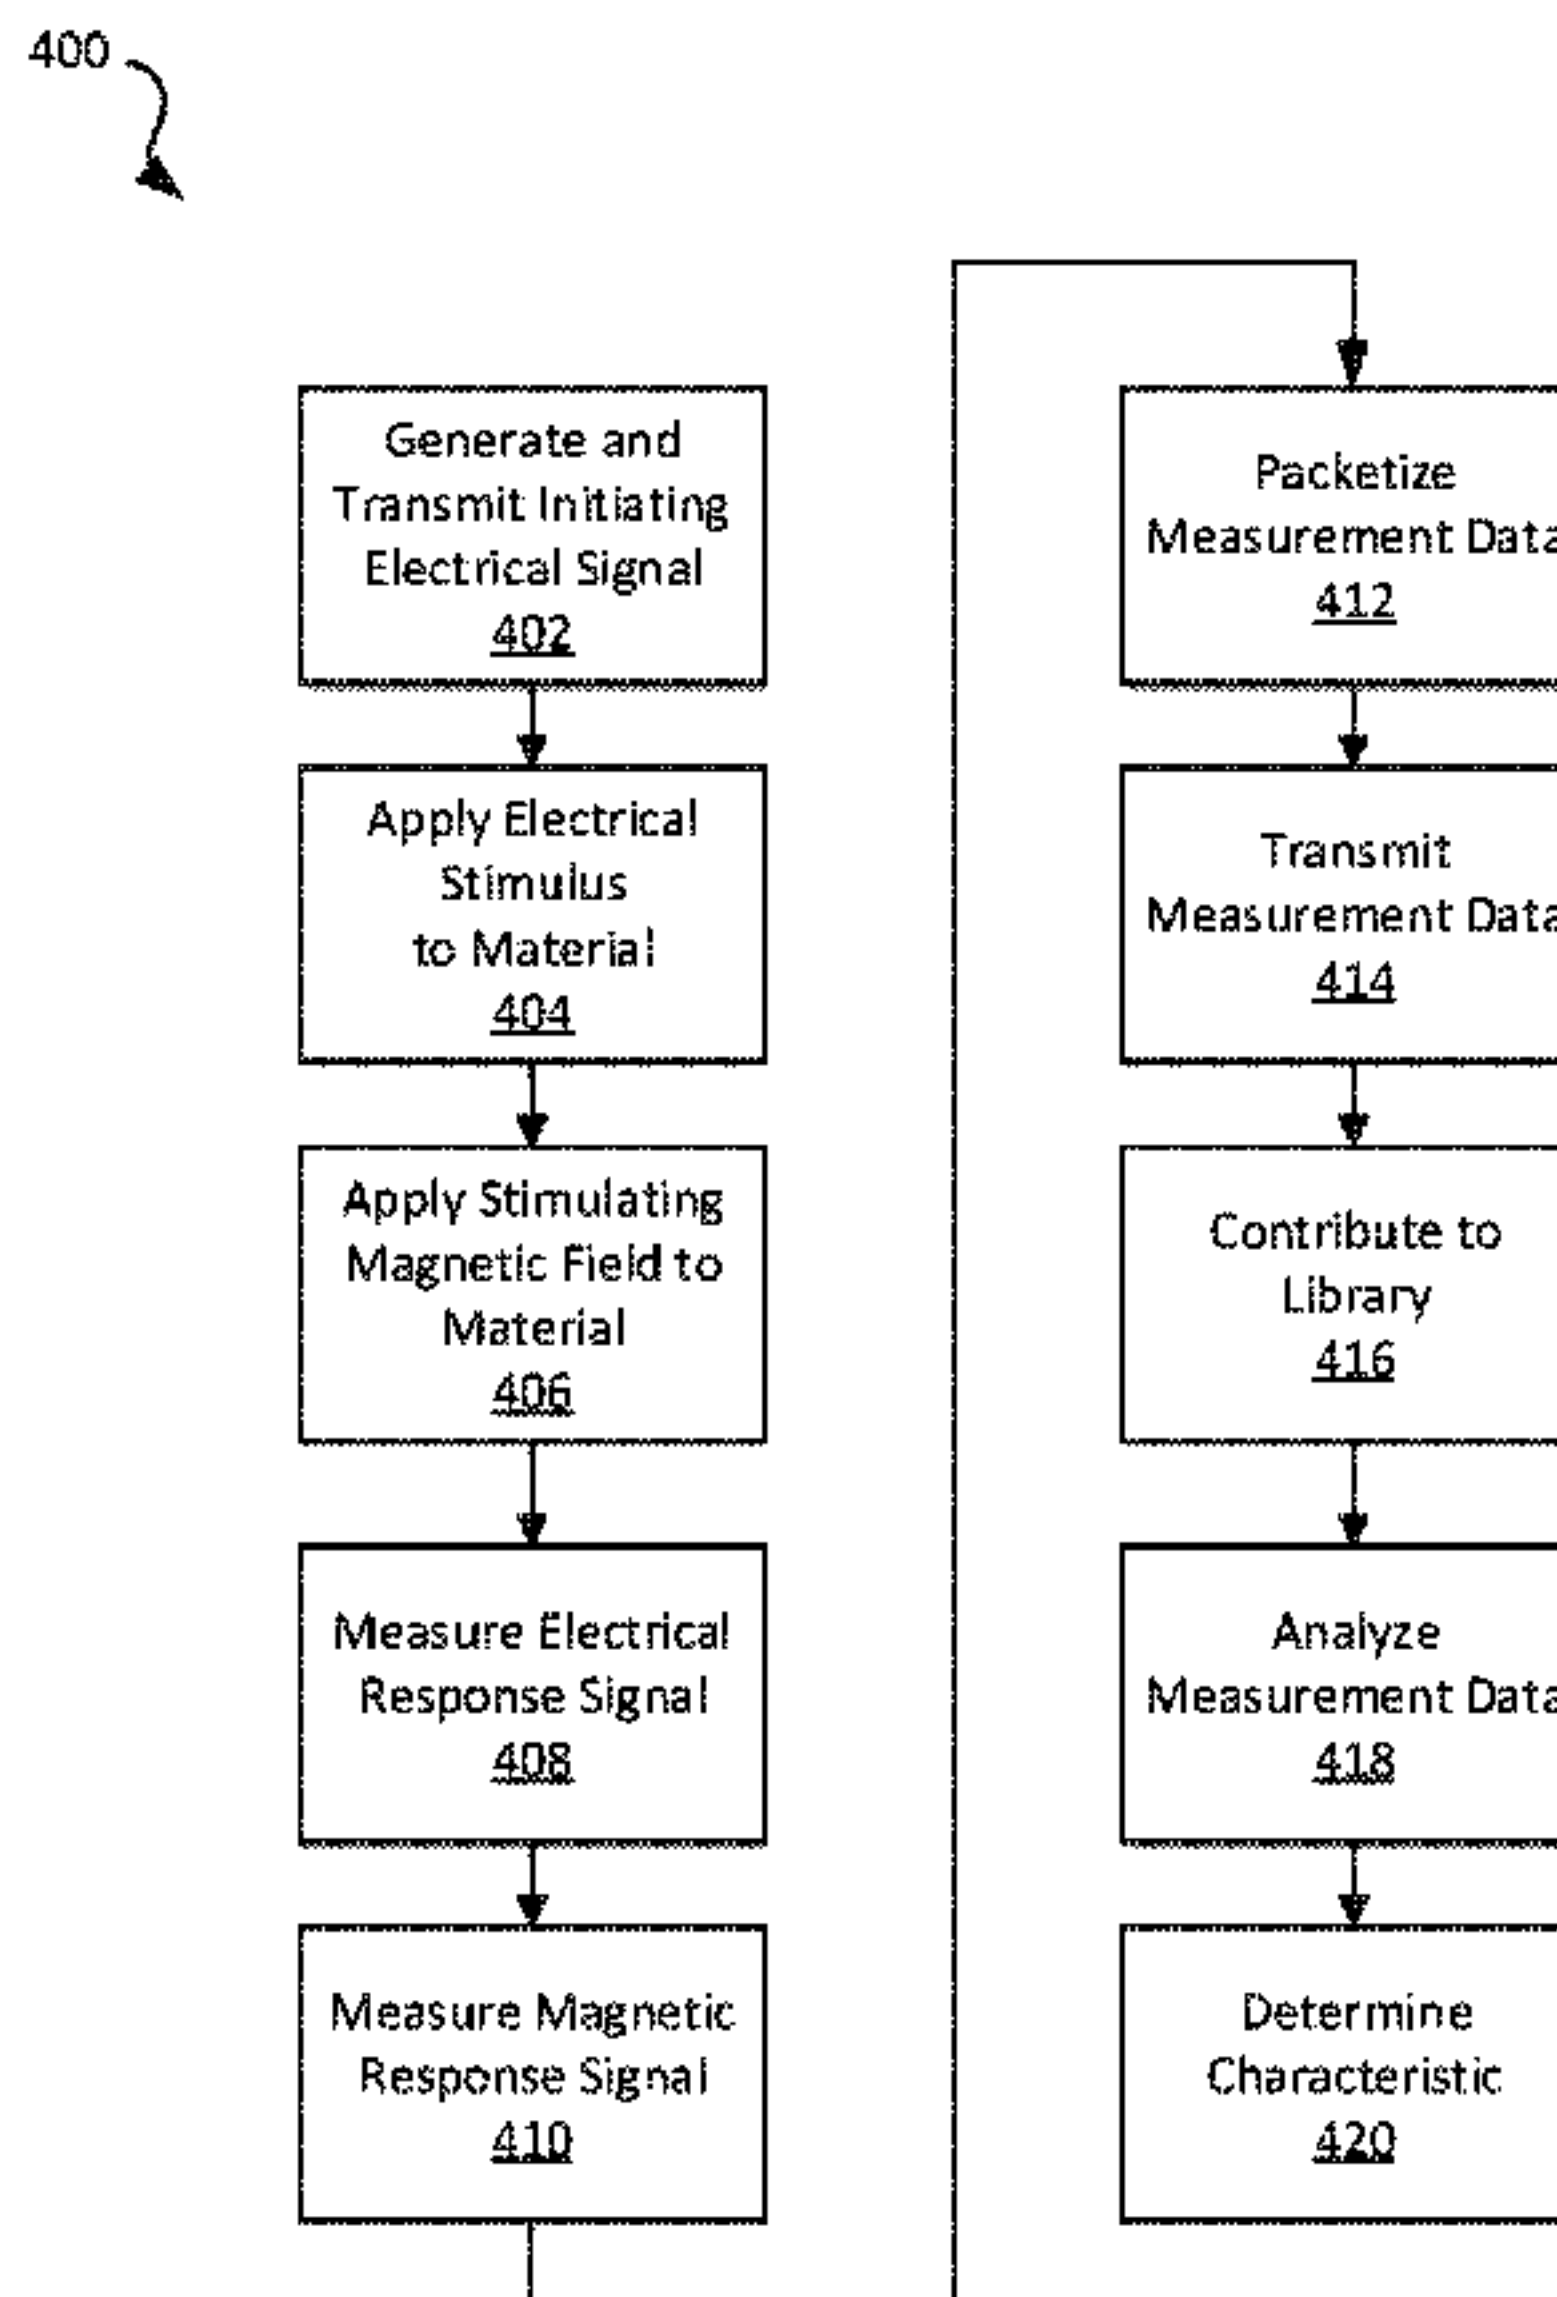 400
Generate and
Transmit Initiating
Electrical Signal
402
Apply Electrical
Stimulus
to Material
404
Apply Stimulating
Magnetic Field to
Material
406
Measure Electrical
Response Signal
408
Measure Magnetic
Response Signal
410
Packetize
Measurement Data
412
Transmit
Measurement Data
414
Contribute to
Library
416
Analyze
Measurement Data
418
Determine
Characteristic
420